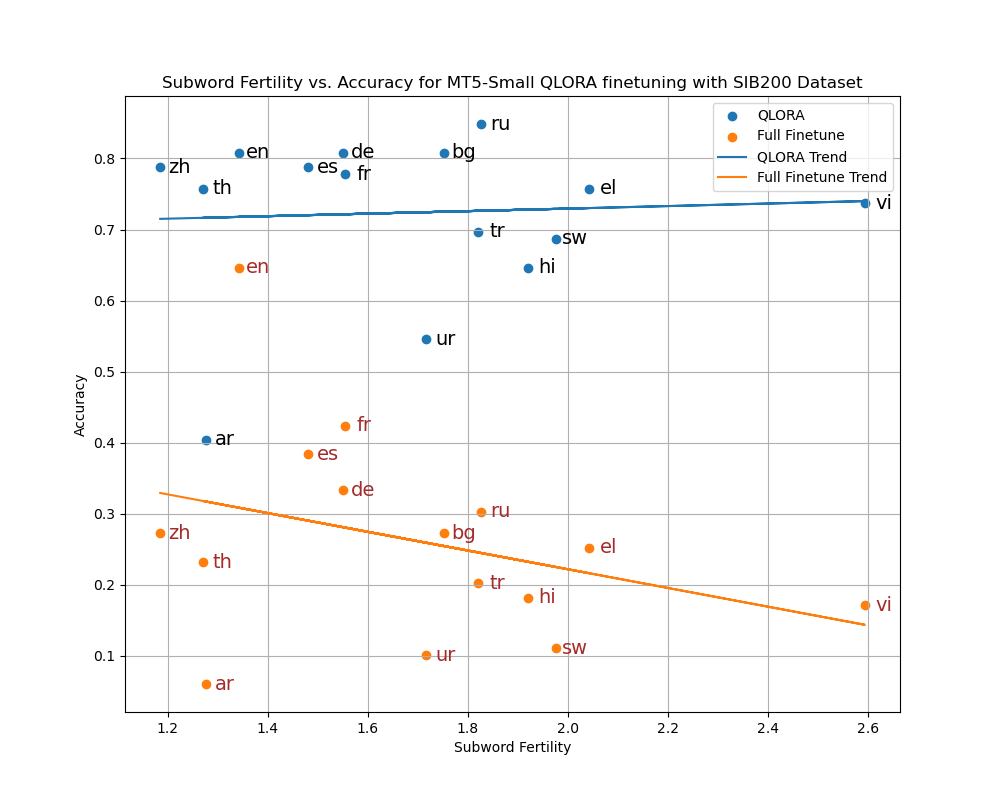 Subword Fertility vs. Accuracy for MT5-Small QLORA finetuning with SIB200 Dataset
QLORA
Full Finetune
QLORA Trend
Full Finetune Trend
ru
en
de
bg
zh
es
fr
th
el
vi
tr
sw
hi
en
ur
ar
fr
es
de
ru
zh
bg
th
el
tr
hi
vi
ur
sw
ar
0.8
0.7
0.6
0.5
0.4
0.3
0.2
0.1
Accuracy
1.2 1.4 1.6 1.8 2.0 2.2 2.4 2.6
Subword Fertility